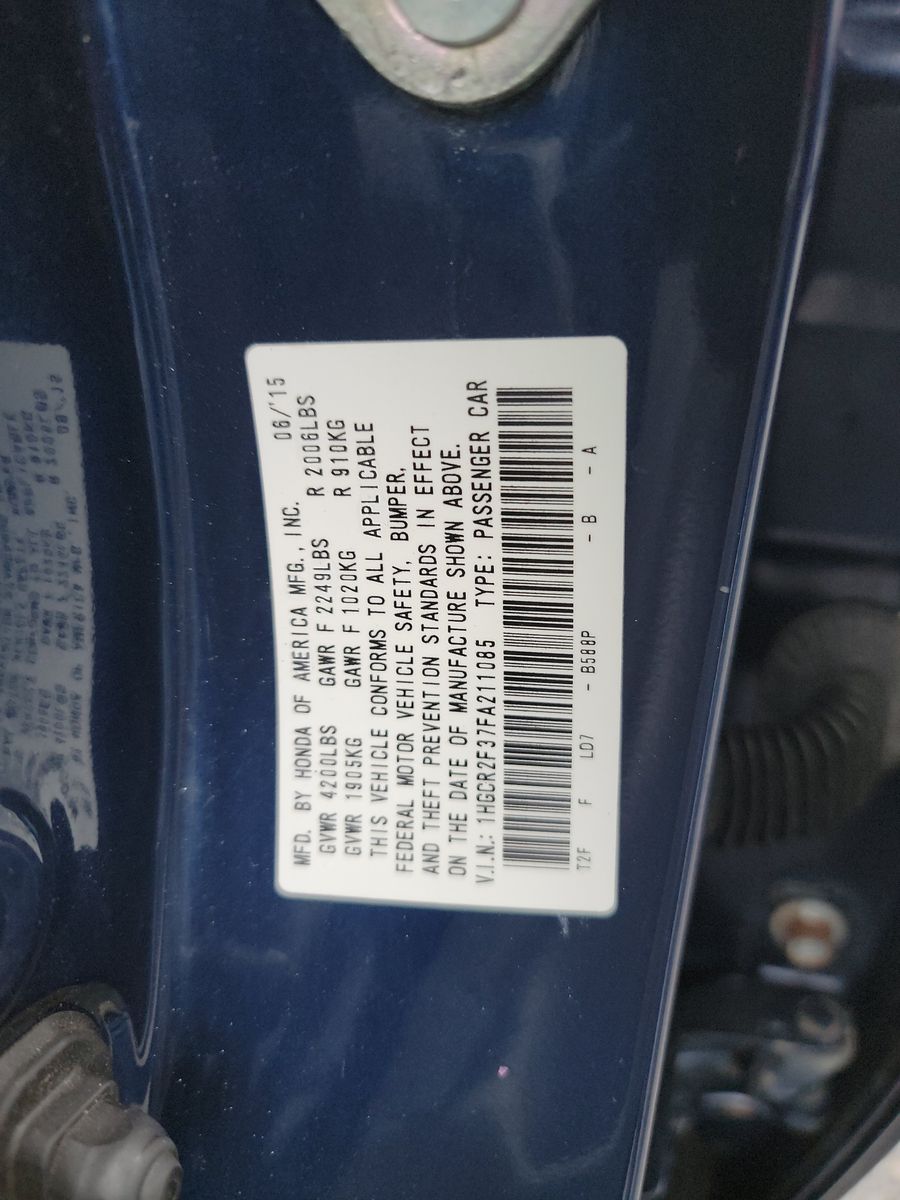 MFD. BY HONDA OF AMERICA MFG., INC. 06/'15
GVWR 4200LBS GAWR F 2249LBS R 2006LBS
GVWR 1905KG GAWR F 1020KG R 910KG
THIS VEHICLE CONFORMS TO ALL APPLICABLE
FEDERAL MOTOR VEHICLE SAFETY, BUMPER,
AND THEFT PREVENTION STANDARDS IN EFFECT
ON THE DATE OF MANUFACTURE SHOWN ABOVE.
V.I.N.: 1HGCR2F37FA211085 TYPE: PASSENGER CAR
T2F F LD7 - B588P - B - A